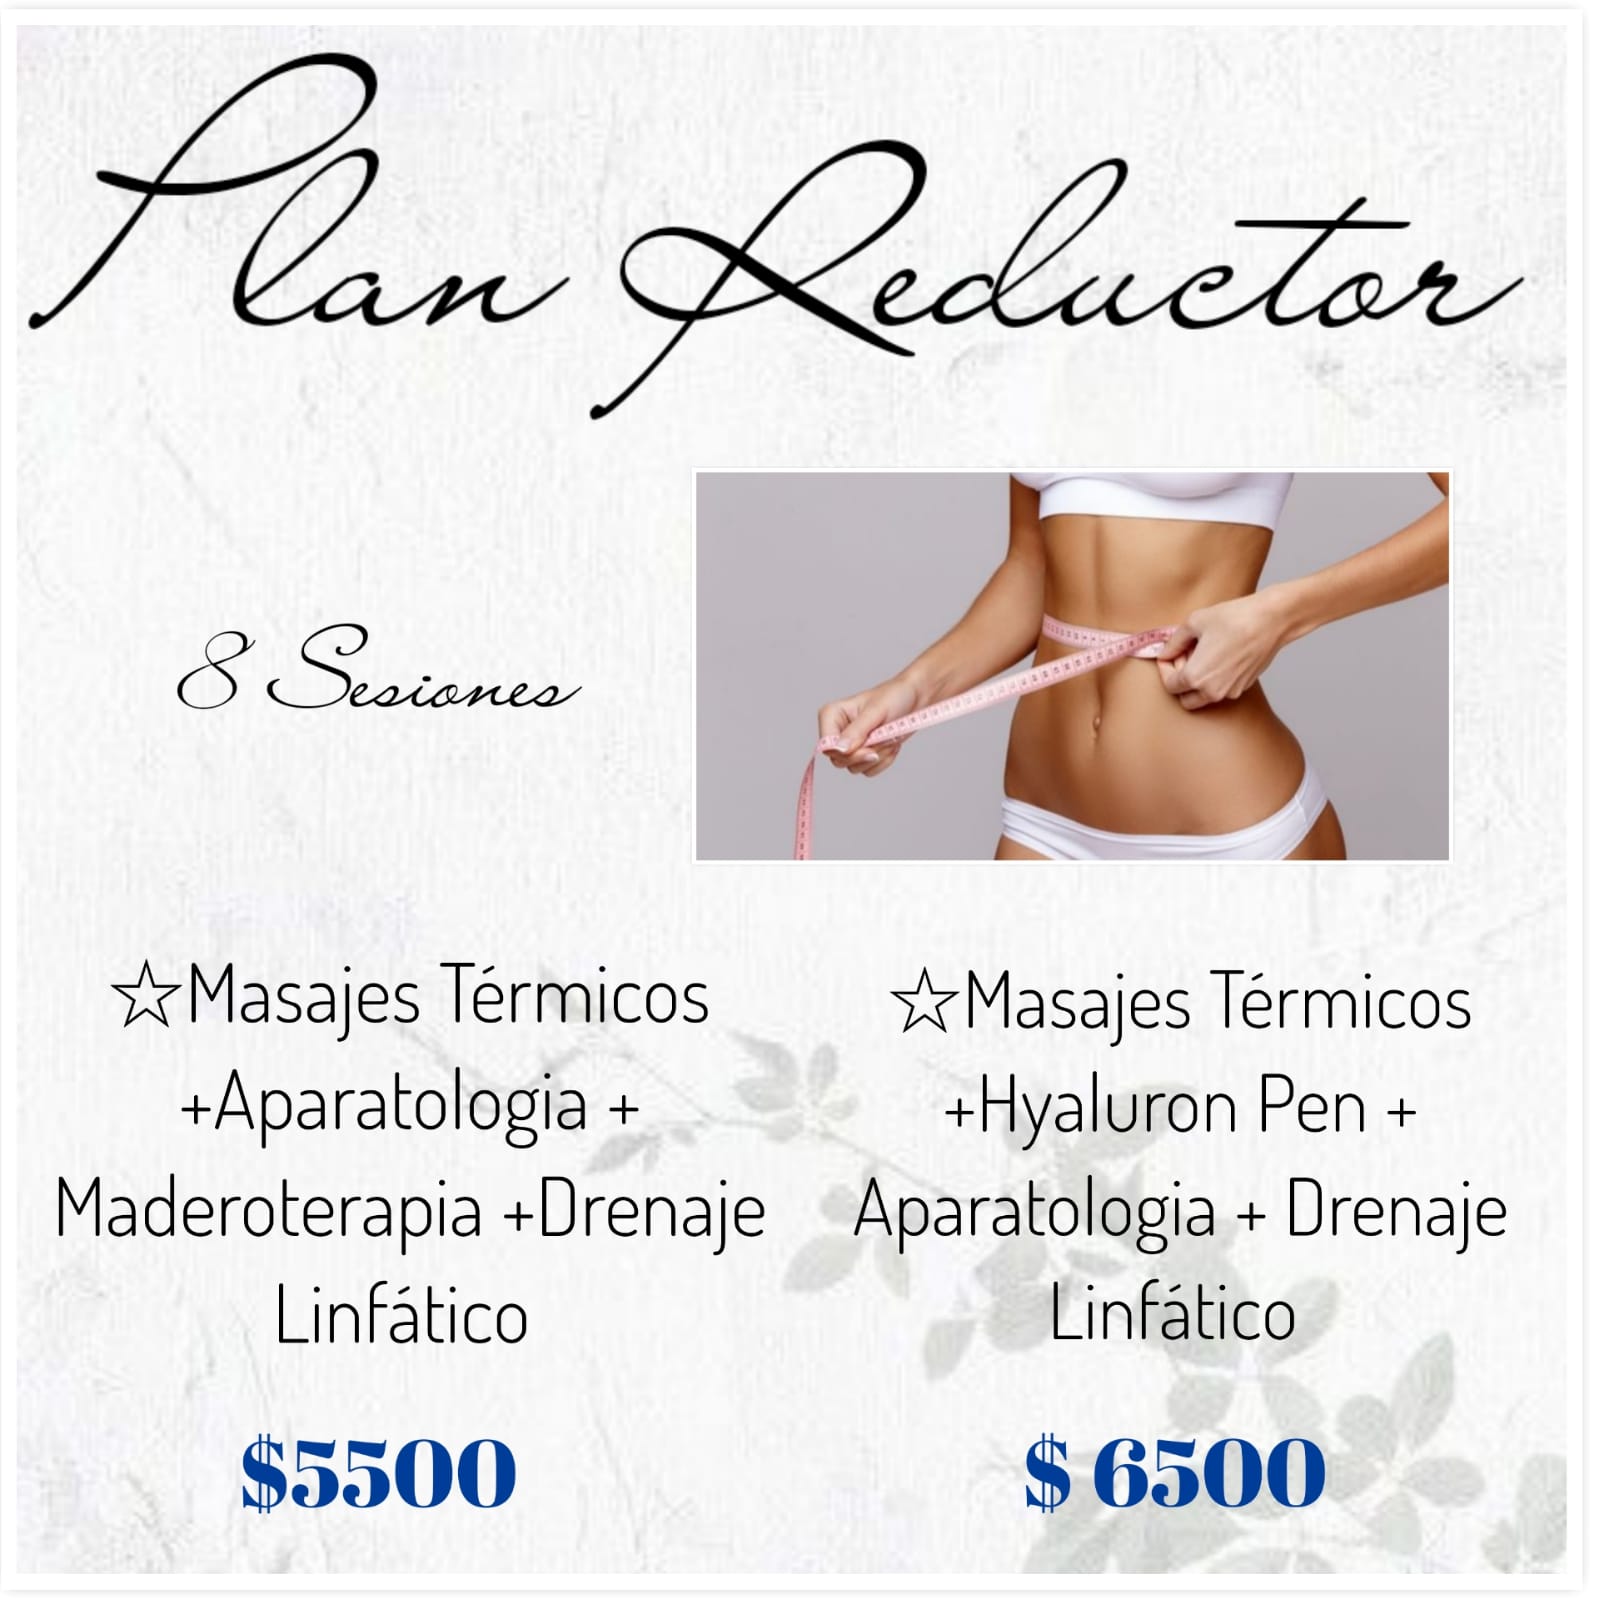 Plan Reductor
8 Sesiones
☆Masajes Térmicos
+Aparatologia +
Maderoterapia +Drenaje
Linfático
$5500
☆Masajes Térmicos
+Hyaluron Pen +
Aparatologia + Drenaje
Linfático
$ 6500